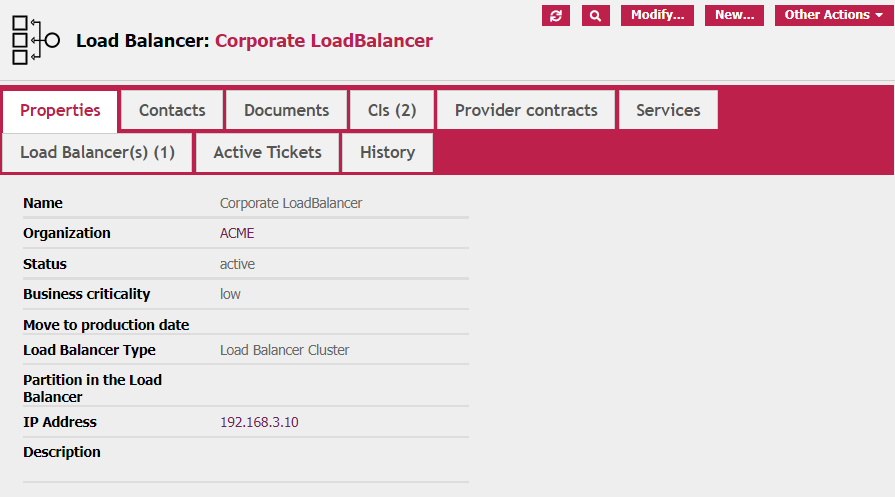 Load Balancer: Corporate LoadBalancer
Modify... New... Other Actions
Properties Contacts Documents CIs (2) Provider contracts Services
Load Balancer(s) (1) Active Tickets History
Name Corporate LoadBalancer
Organization ACME
Status active
Business criticality low
Move to production date
Load Balancer Type Load Balancer Cluster
Partition in the Load
Balancer
IP Address 192.168.3.10
Description